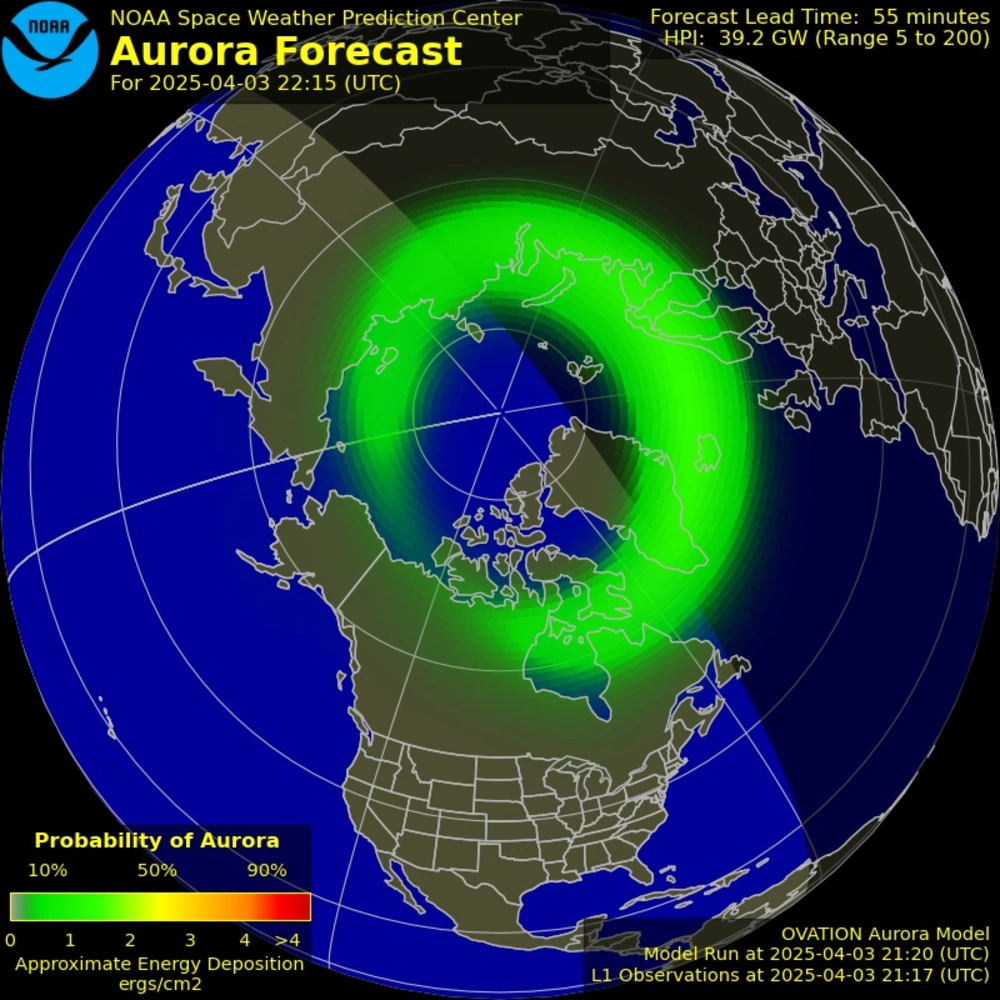 NOAA
NOAA Space Weather Prediction Center
Aurora Forecast
For 2025-04-03 22:15 (UTC)
Forecast Lead Time: 55 minutes
HPI: 39.2 GW (Range 5 to 200)
Probability of Aurora
10% 50% 90%
0 1 2 3 4 >4
Approximate Energy Deposition
ergs/cm2
OVATION Aurora Model
Model Run at 2025-04-03 21:20 (UTC)
L1 Observations at 2025-04-03 21:17 (UTC)